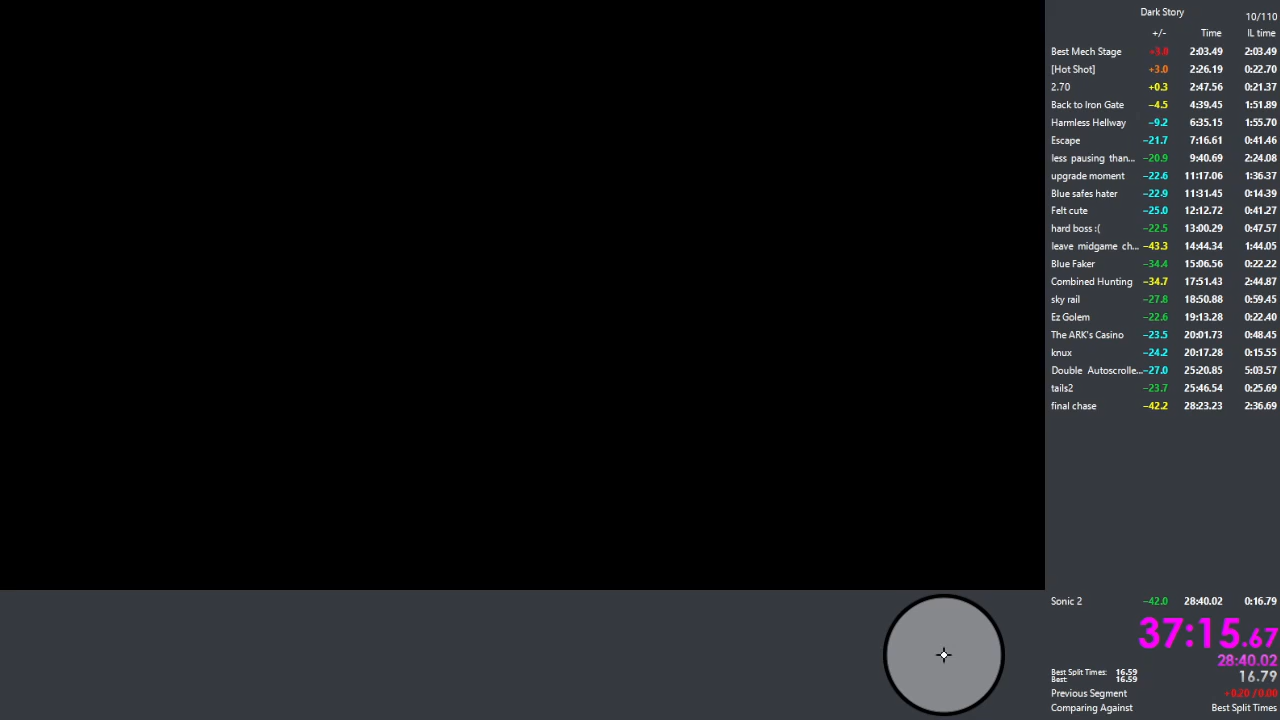 Dark Story
10/110
+/- Time IL time
Best Mech Stage +3.0 2:03.49 2:03.49
[Hot Shot] +3.0 2:26.19 0:22.70
2.70 +0.3 2:47.56 0:21.37
Back to Iron Gate −4.5 4:39.45 1:51.89
Harmless Hellway −9.2 6:35.15 1:55.70
Escape −21.7 7:16.61 0:41.46
less pausing than... −20.9 9:40.69 2:24.08
upgrade moment −22.6 11:17.06 1:36.37
Blue safes hater −22.9 11:31.45 0:14.39
Felt cute −25.0 12:12.72 0:41.27
hard boss :( −22.5 13:00.29 0:47.57
leave midgame ch... −43.3 14:44.34 1:44.05
Blue Faker −34.4 15:06.56 0:22.22
Combined Hunting −34.7 17:51.43 2:44.87
sky rail −27.8 18:50.88 0:59.45
Ez Golem −22.6 19:13.28 0:22.40
The ARK's Casino −23.5 20:01.73 0:48.45
knux −24.2 20:17.28 0:15.55
Double Autoscrolle... −27.0 25:20.85 5:03.57
tails2 −23.7 25:46.54 0:25.69
final chase −42.2 28:23.23 2:36.69
Sonic 2 −42.0 28:40.02 0:16.79
37:15.67
28:40.02
Best Split Times: 16.59
Best: 16.59
16.79
Previous Segment +0.20 /0.00
Comparing Against Best Split Times